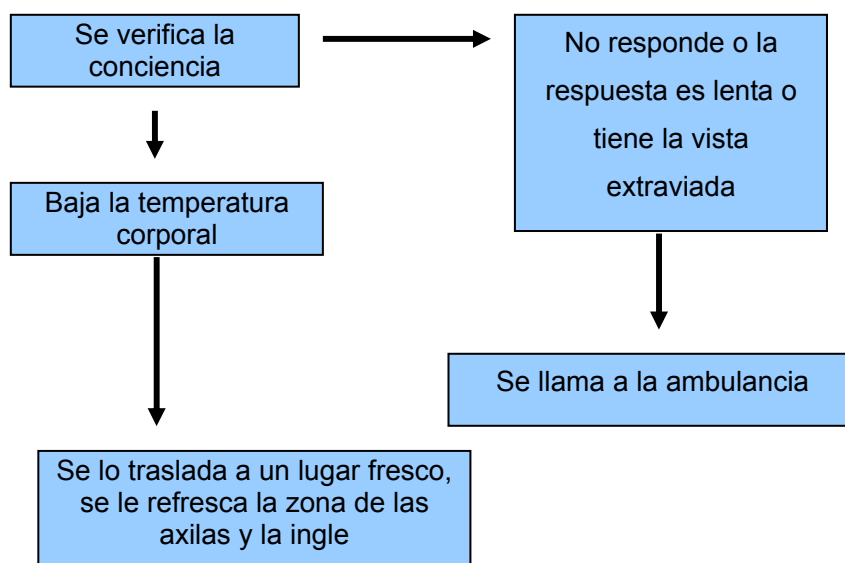 Se verifica la
conciencia
No responde o la
respuesta es lenta o
tiene la vista
extraviada
Baja la temperatura
corporal
Se llama a la ambulancia
Se lo traslada a un lugar fresco,
se le refresca la zona de las
axilas y la ingle